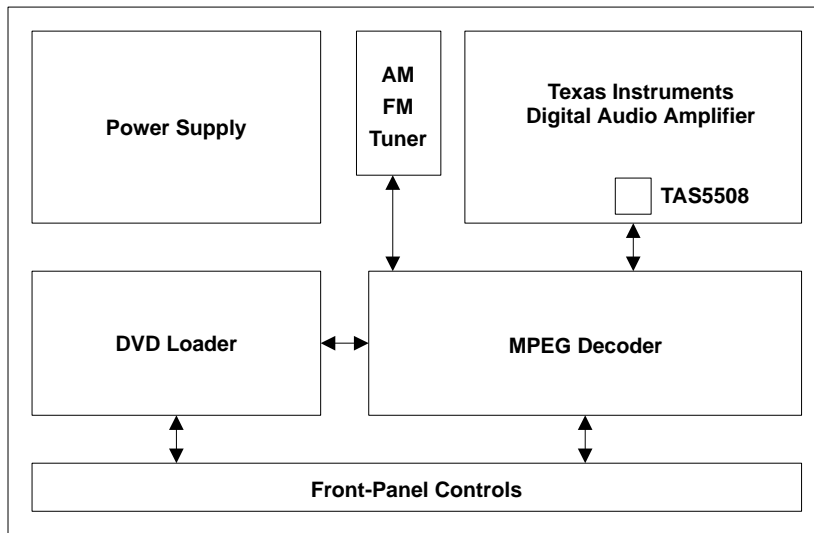 Power Supply
AM
FM
Tuner
Texas Instruments
Digital Audio Amplifier
TAS5508
DVD Loader
MPEG Decoder
Front-Panel Controls